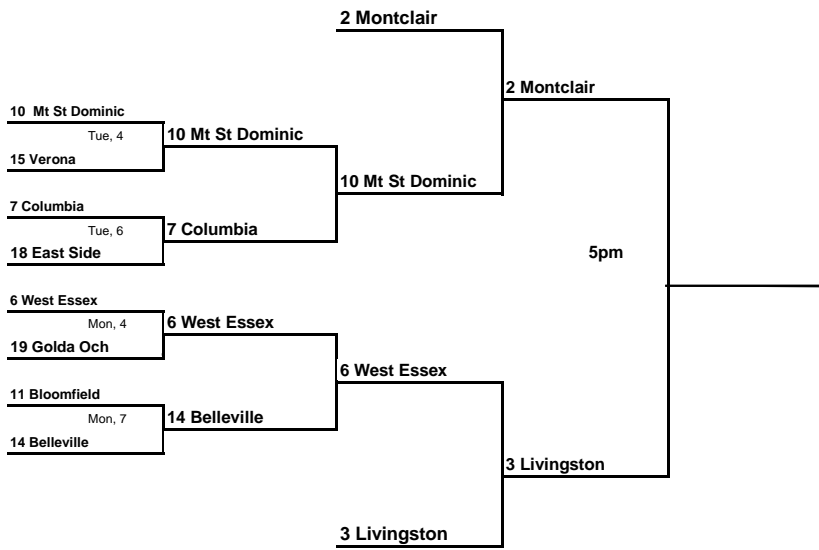 2 Montclair
2 Montclair
10  Mt St Dominic
Tue, 4
10 Mt St Dominic
15 Verona
10 Mt St Dominic
7 Columbia
Tue, 6
7 Columbia
18 East Side
5pm
6 West Essex
Mon, 4
6 West Essex
19 Golda Och
6 West Essex
11 Bloomfield
Mon, 7
14 Belleville
14 Belleville
3 Livingston
3 Livingston